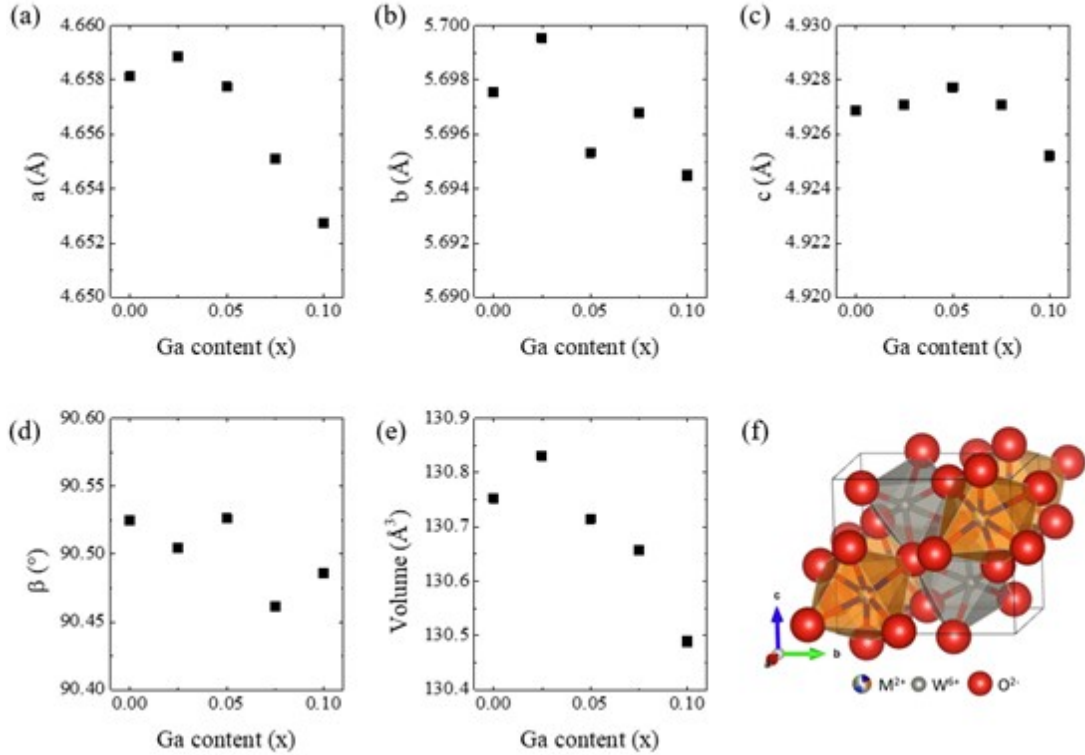 (a)
4.660
4.658
4.656
4.654
4.652
4.650
a (Å)
0.00 0.05 0.10
Ga content (x)
(b)
5.700
5.698
5.696
5.694
5.692
5.690
b (Å)
0.00 0.05 0.10
Ga content (x)
(c)
4.930
4.928
4.926
4.924
4.922
4.920
c (Å)
0.00 0.05 0.10
Ga content (x)
(d)
90.60
90.55
90.50
90.45
90.40
β (°)
0.00 0.05 0.10
Ga content (x)
(e)
130.9
130.8
130.7
130.6
130.5
130.4
Volume (Å³)
0.00 0.05 0.10
Ga content (x)
(f)
c
b
a
M²⁺ W⁶⁺ O²⁻